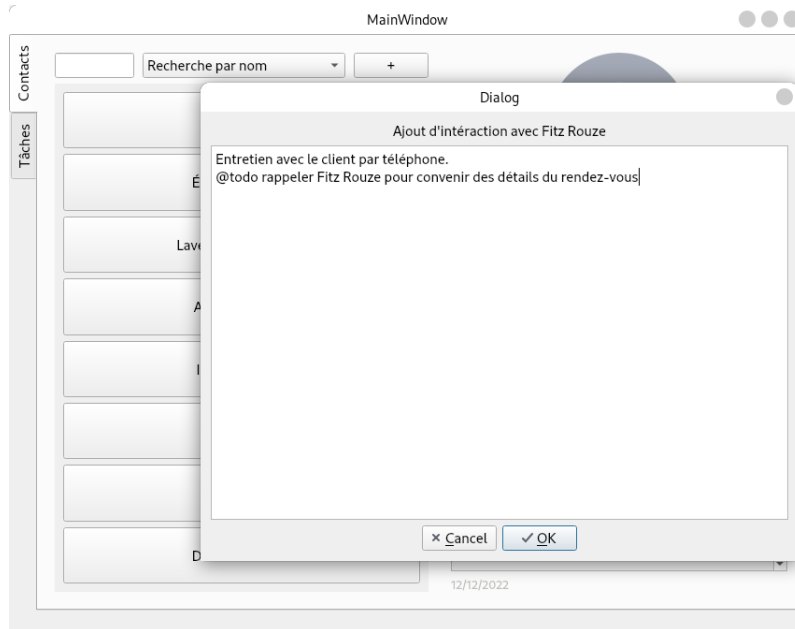 MainWindow
Contacts
Tâches
Recherche par nom
+
Dialog
Ajout d'intéraction avec Fitz Rouze
Entretien avec le client par téléphone.
@todo rappeler Fitz Rouze pour convenir des détails du rendez-vous
É
Lave
A
I
D
× Cancel
✓ OK
12/12/2022